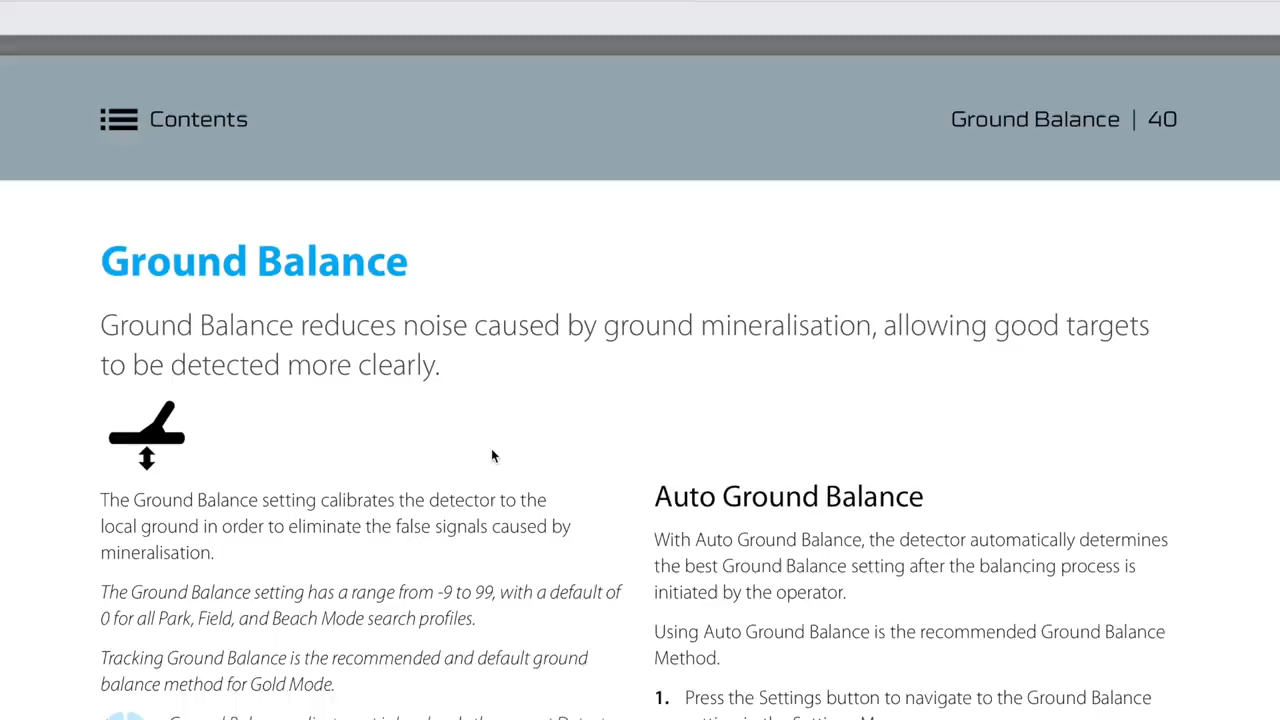 Contents
Ground Balance | 40
Ground Balance
Ground Balance reduces noise caused by ground mineralisation, allowing good targets
to be detected more clearly.
The Ground Balance setting calibrates the detector to the
local ground in order to eliminate the false signals caused by
mineralisation.
The Ground Balance setting has a range from -9 to 99, with a default of
0 for all Park, Field, and Beach Mode search profiles.
Tracking Ground Balance is the recommended and default ground
balance method for Gold Mode.
Auto Ground Balance
With Auto Ground Balance, the detector automatically determines
the best Ground Balance setting after the balancing process is
initiated by the operator.
Using Auto Ground Balance is the recommended Ground Balance
Method.
1. Press the Settings button to navigate to the Ground Balance